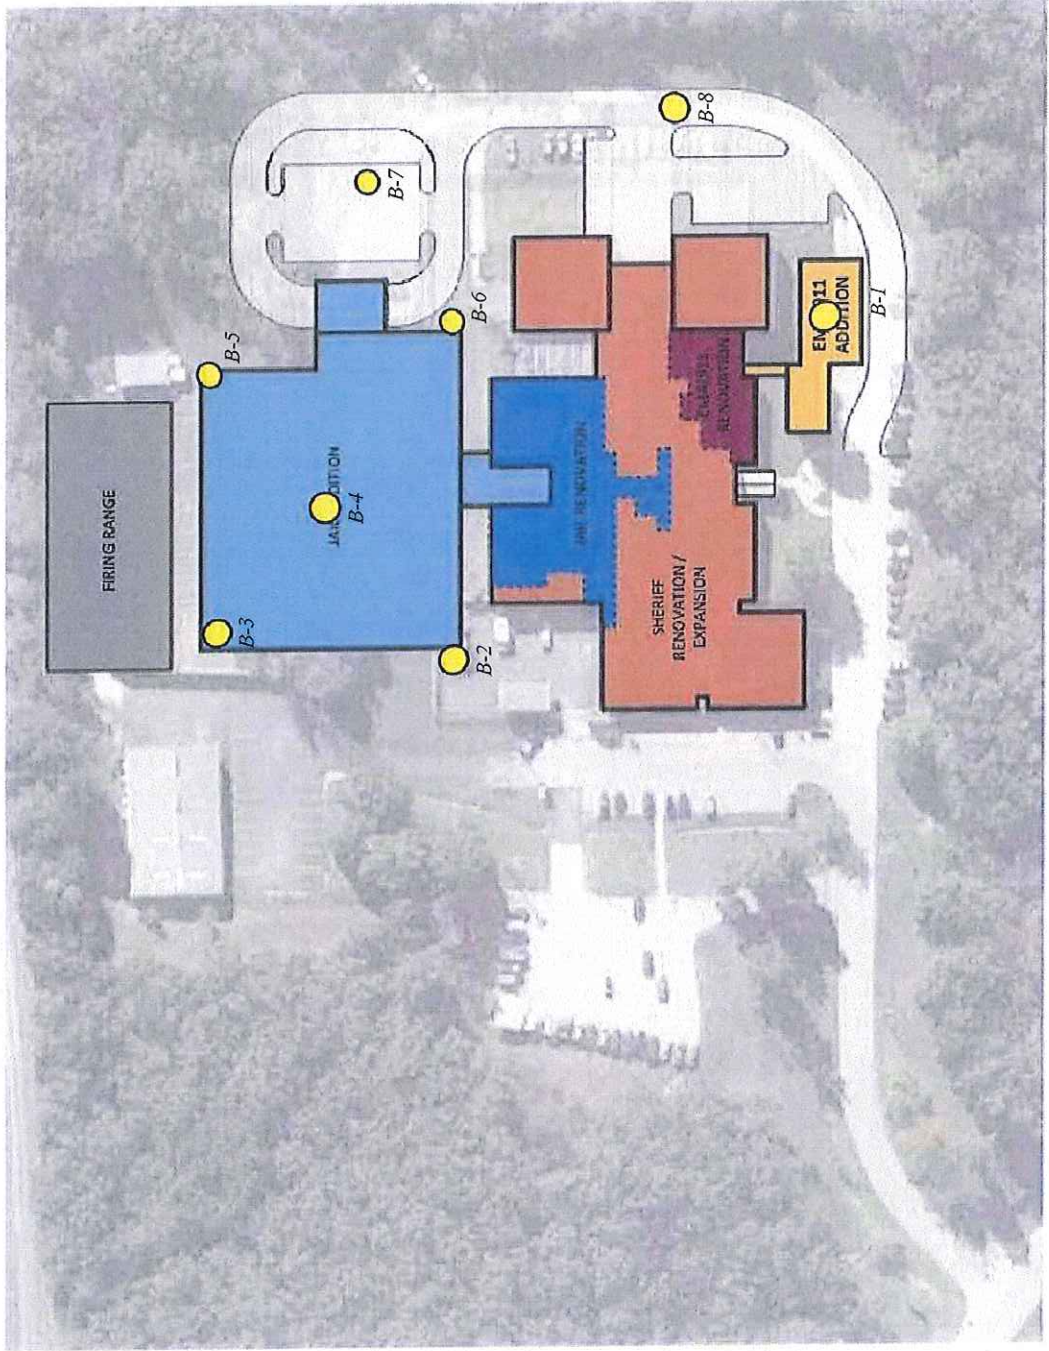 FIRING RANGE
B-5
B-3
B-4
B-7
B-6
B-2
B-8
JAIL RENOVATION
SHERIFF
RENOVATION /
EXPANSION
RENOVATION
ADDITION
B-1